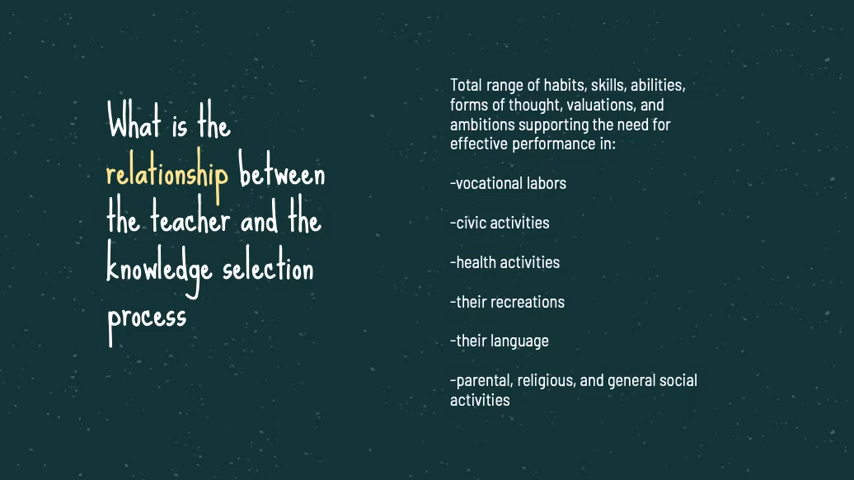 What is the
relationship between
the teacher and the
knowledge selection
process
Total range of habits, skills, abilities,
forms of thought, valuations, and
ambitions supporting the need for
effective performance in:
-vocational labors
-civic activities
-health activities
-their recreations
-their language
-parental, religious, and general social
activities